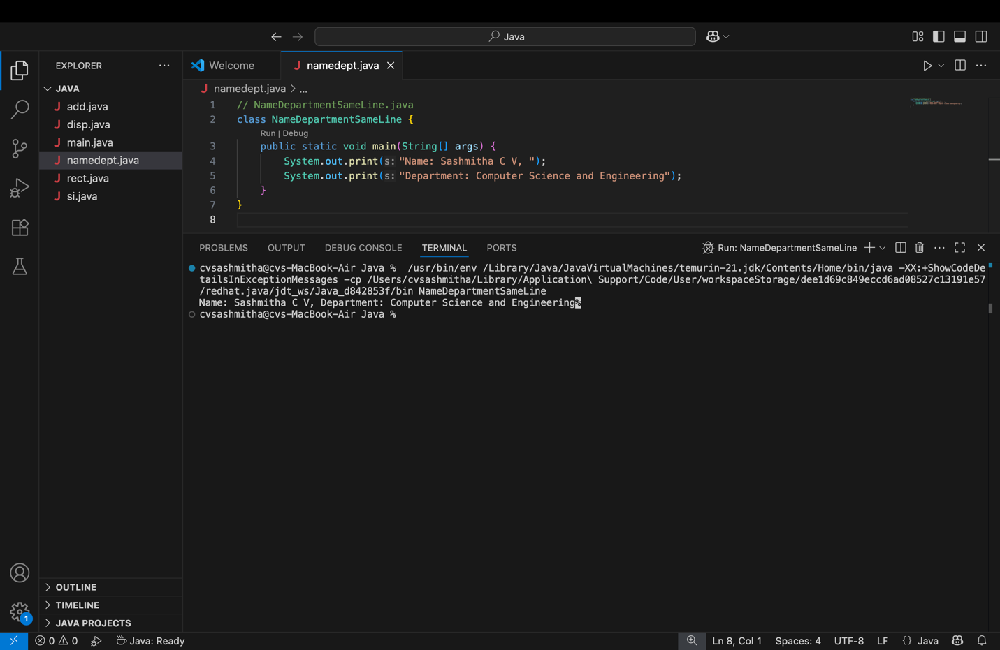 Java
EXPLORER
Welcome
namedept.java
JAVA
add.java
disp.java
main.java
namedept.java
rect.java
si.java
namedept.java > ...
1 // NameDepartmentSameLine.java
2 class NameDepartmentSameLine {
Run | Debug
3 public static void main(String[] args) {
4 System.out.print(s: "Name: Sashmitha C V, ");
5 System.out.print(s: "Department: Computer Science and Engineering");
6 }
7 }
8
PROBLEMS OUTPUT DEBUG CONSOLE TERMINAL PORTS
Run: NameDepartmentSameLine
cvsashmitha@cvs-MacBook-Air Java % /usr/bin/env /Library/Java/JavaVirtualMachines/temurin-21.jdk/Contents/Home/bin/java -XX:+ShowCodeDe
tailsInExceptionMessages -cp /Users/cvsashmitha/Library/Application\ Support/Code/User/workspaceStorage/dee1d69c849eccd6ad08527c13191e57
/redhat.java/jdt_ws/Java_d842853f/bin NameDepartmentSameLine
Name: Sashmitha C V, Department: Computer Science and Engineering%
cvsashmitha@cvs-MacBook-Air Java %
OUTLINE
TIMELINE
JAVA PROJECTS
1
0 0 Java: Ready
Ln 8, Col 1 Spaces: 4 UTF-8 LF {} Java